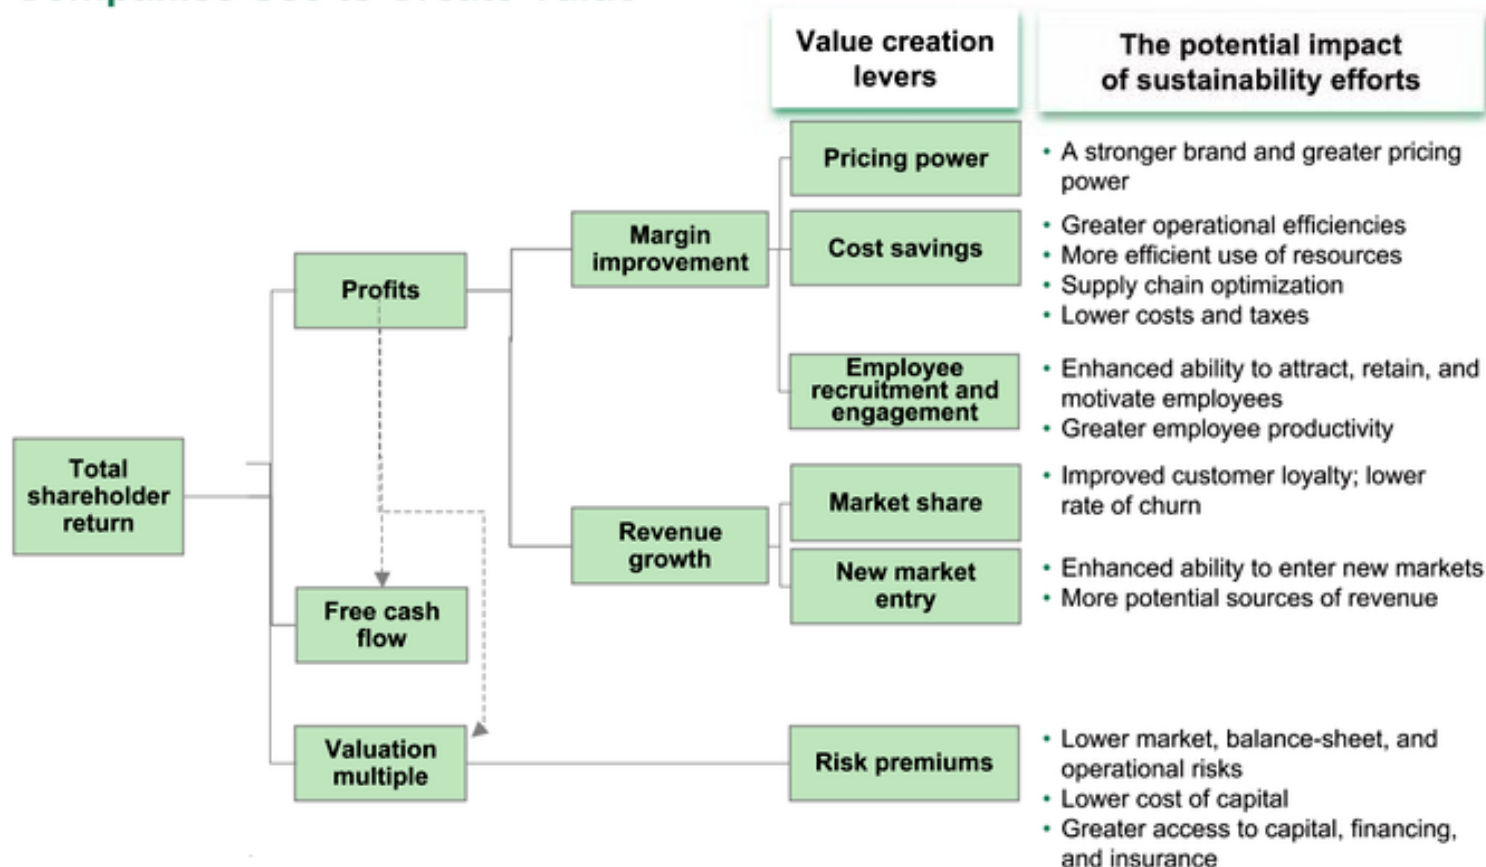 Value creation
levers
The potential impact
of sustainability efforts
Pricing power
• A stronger brand and greater pricing
power
Margin
improvement
Cost savings
• Greater operational efficiencies
• More efficient use of resources
• Supply chain optimization
• Lower costs and taxes
Profits
Employee
recruitment and
engagement
• Enhanced ability to attract, retain, and
motivate employees
• Greater employee productivity
Total
shareholder
return
Market share
• Improved customer loyalty; lower
rate of churn
Revenue
growth
New market
entry
• Enhanced ability to enter new markets
• More potential sources of revenue
Free cash
flow
Valuation
multiple
Risk premiums
• Lower market, balance-sheet, and
operational risks
• Lower cost of capital
• Greater access to capital, financing,
and insurance